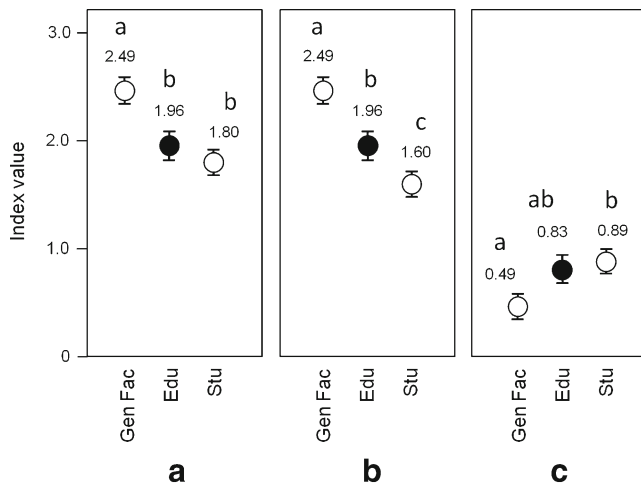 3.0
2.0
1.0
0
Index value
a
2.49
b
1.96
b
1.80
Gen Fac
Edu
Stu
a
a
2.49
b
1.96
c
1.60
Gen Fac
Edu
Stu
b
a
0.49
ab
0.83
b
0.89
Gen Fac
Edu
Stu
c